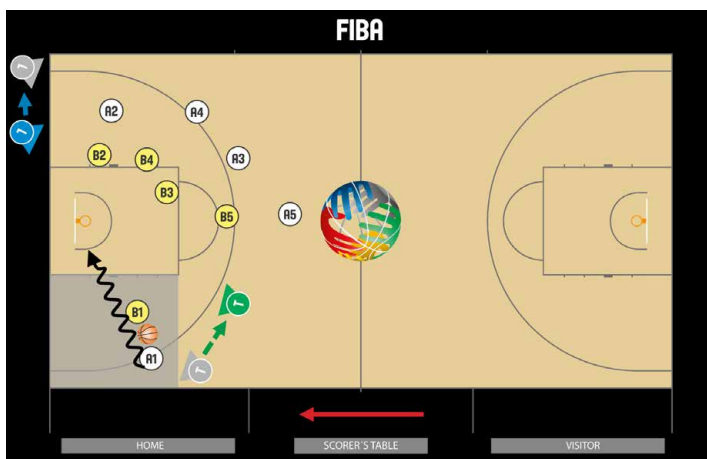 FIBA
A2
A4
B2
B4
A3
B3
B5
A5
B1
T
A1
T
HOME
SCORER´S TABLE
VISITOR